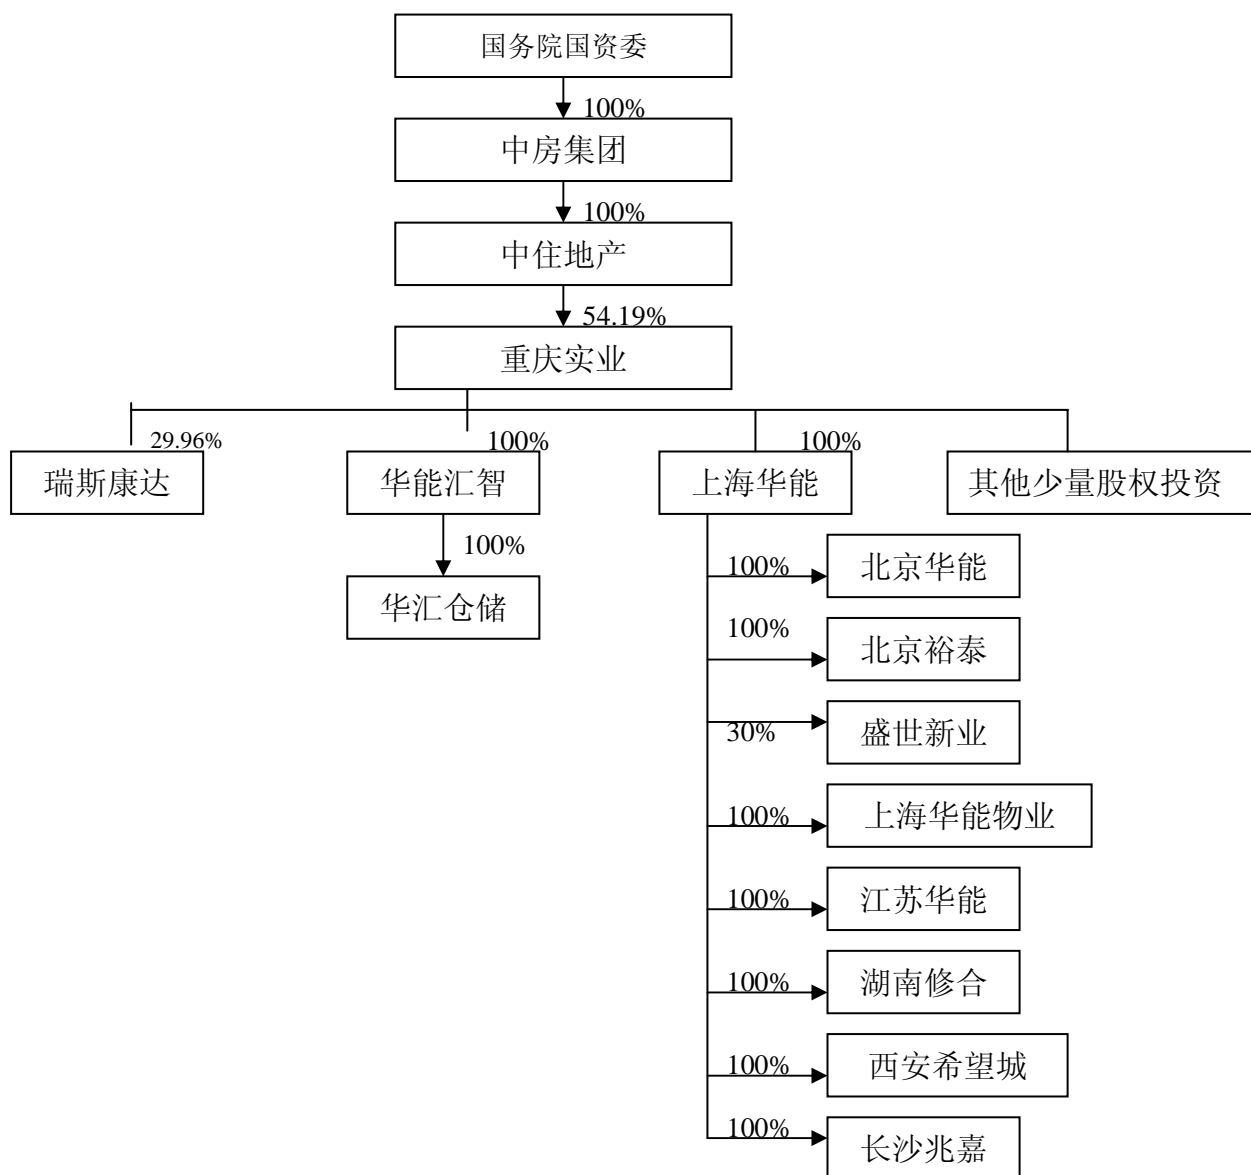 国务院国资委
100%
中房集团
100%
中住地产
54.19%
重庆实业
29.96%
100%
100%
瑞斯康达
华能汇智
上海华能
其他少量股权投资
100%
华汇仓储
100%
北京华能
100%
北京裕泰
30%
盛世新业
100%
上海华能物业
100%
江苏华能
100%
湖南修合
100%
西安希望城
100%
长沙兆嘉